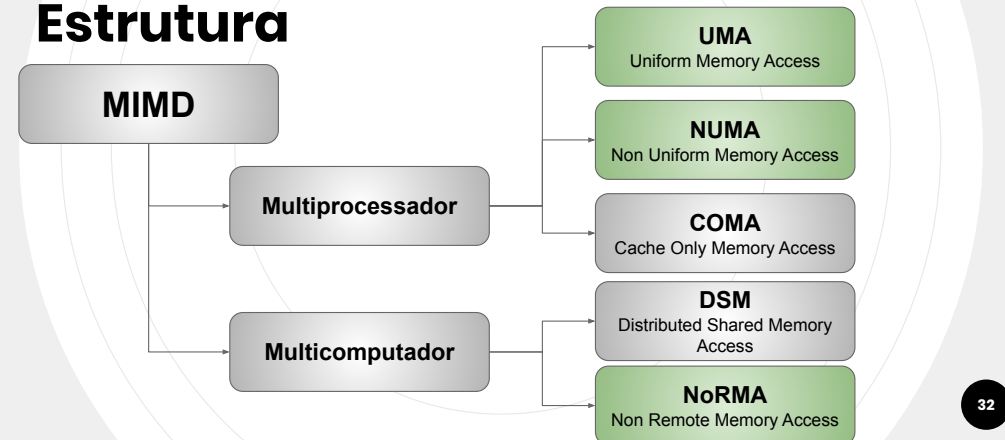 Estrutura
MIMD
Multiprocessador
UMA
Uniform Memory Access
NUMA
Non Uniform Memory Access
COMA
Cache Only Memory Access
Multicomputador
DSM
Distributed Shared Memory
Access
NoRMA
Non Remote Memory Access
32